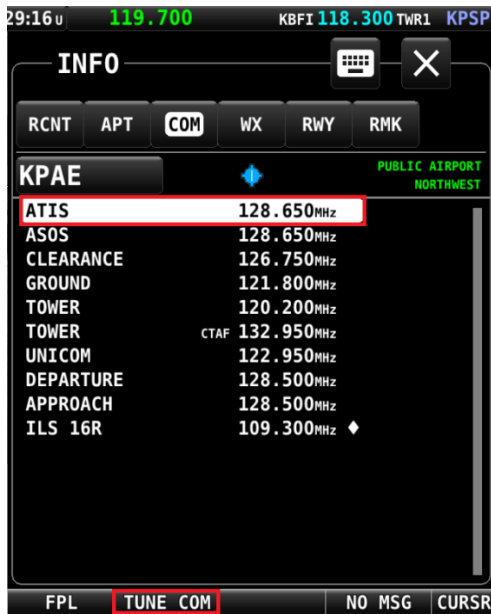 29:16U 119.700 KBFI 118.300 TWR1 KPSP
INFO
RCNT APT COM WX RWY RMK
KPAE PUBLIC AIRPORT
NORTHWEST
ATIS 128.650MHz
ASOS 128.650MHz
CLEARANCE 126.750MHz
GROUND 121.800MHz
TOWER 120.200MHz
TOWER CTAF 132.950MHz
UNICOM 122.950MHz
DEPARTURE 128.500MHz
APPROACH 128.500MHz
ILS 16R 109.300MHz
FPL TUNE COM NO MSG CURSR